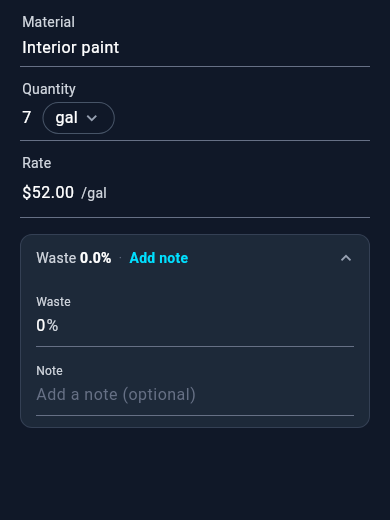 Material
Interior paint
Quantity
7 gal
Rate
$52.00 /gal
Waste 0.0% · Add note
Waste
0%
Note
Add a note (optional)